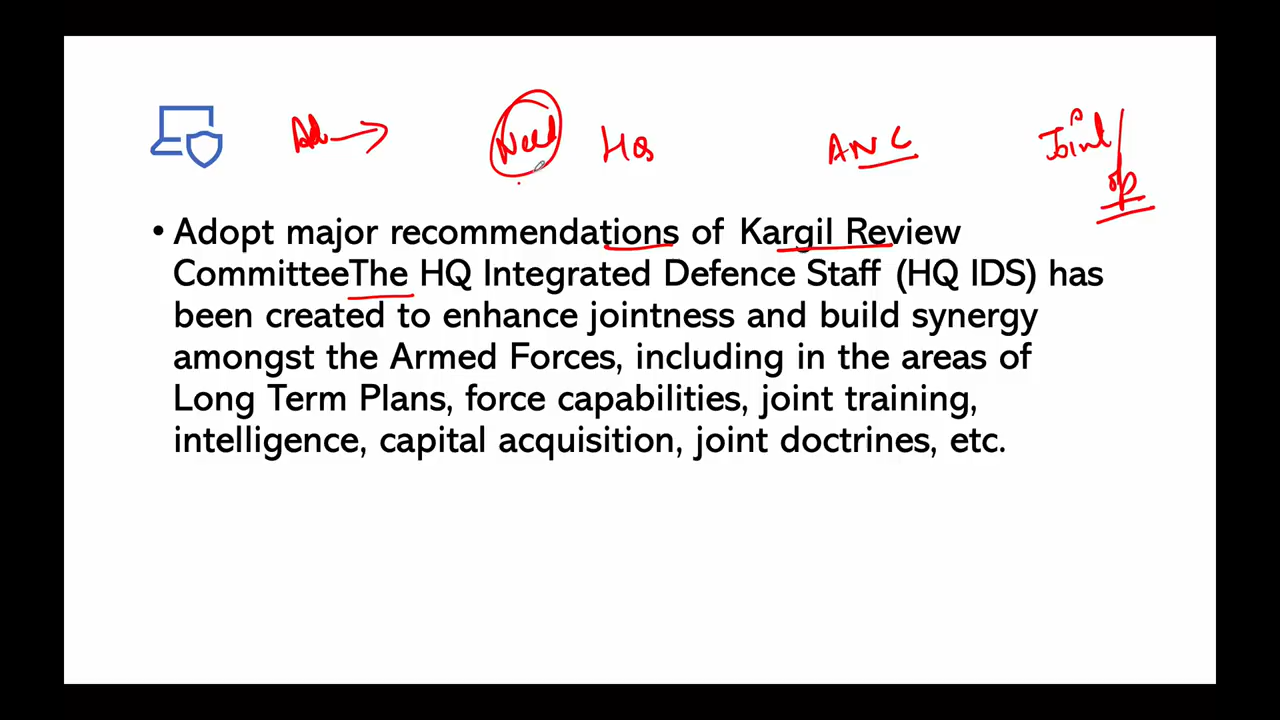 Need HQ ANC Joint/
op
• Adopt major recommendations of Kargil Review
CommitteeThe HQ Integrated Defence Staff (HQ IDS) has
been created to enhance jointness and build synergy
amongst the Armed Forces, including in the areas of
Long Term Plans, force capabilities, joint training,
intelligence, capital acquisition, joint doctrines, etc.